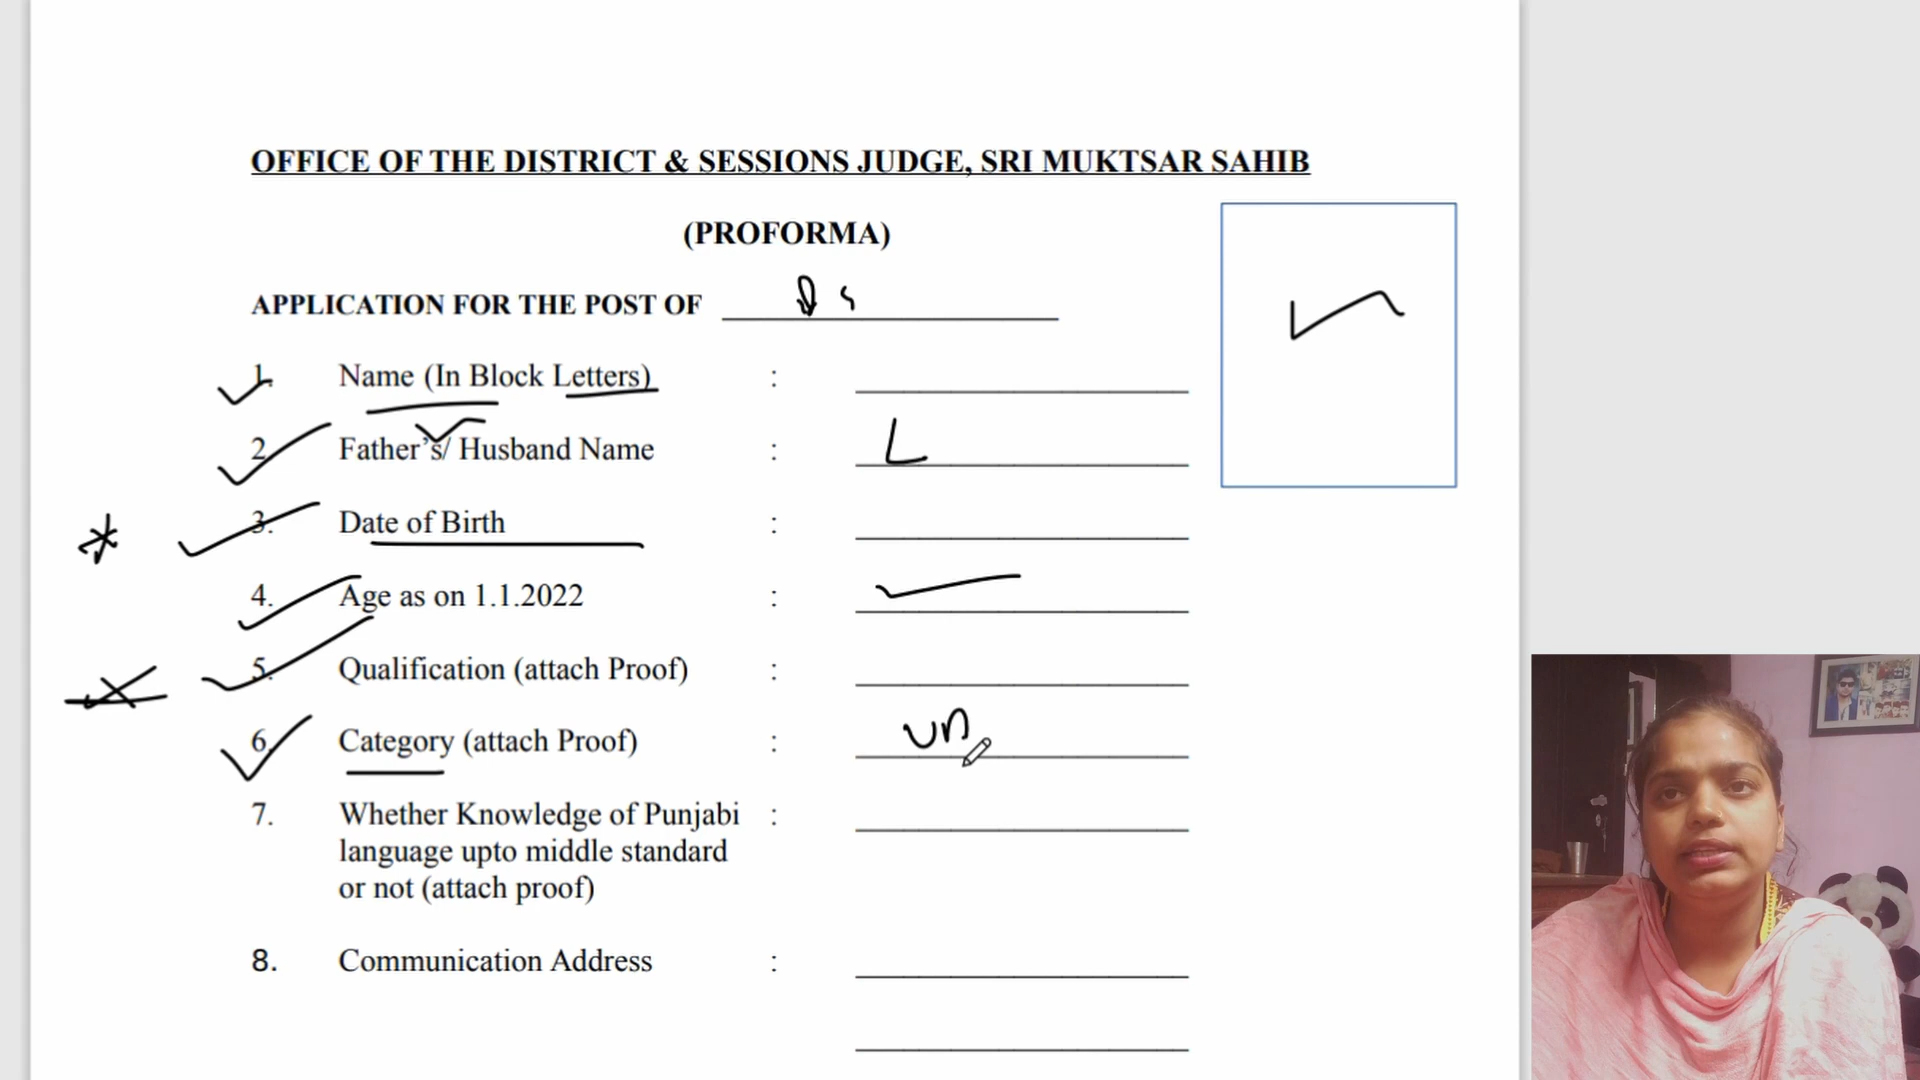 OFFICE OF THE DISTRICT & SESSIONS JUDGE, SRI MUKTSAR SAHIB
(PROFORMA)
APPLICATION FOR THE POST OF
1. Name (In Block Letters) :
2. Father's/ Husband Name : L
3. Date of Birth :
4. Age as on 1.1.2022 :
5. Qualification (attach Proof) :
6. Category (attach Proof) : un
7. Whether Knowledge of Punjabi :
language upto middle standard
or not (attach proof)
8. Communication Address :